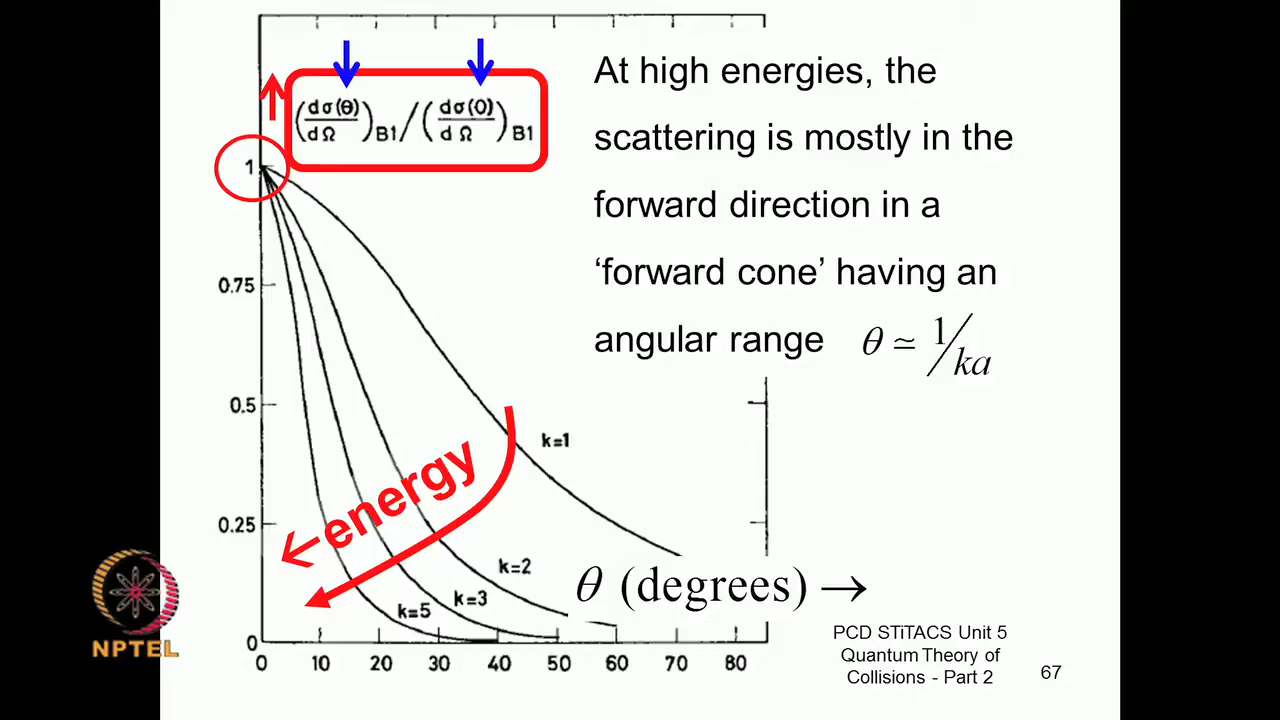 (dσ(θ)/dΩ)B1/(dσ(0)/dΩ)B1
At high energies, the
scattering is mostly in the
forward direction in a
‘forward cone’ having an
angular range θ ≃ 1/ka
1
0.75
0.5
0.25
0
k=1
k=2
k=3
k=5
←energy
θ (degrees) →
0 10 20 30 40 50 60 70 80
NPTEL
PCD STiTACS Unit 5
Quantum Theory of
Collisions - Part 2
67